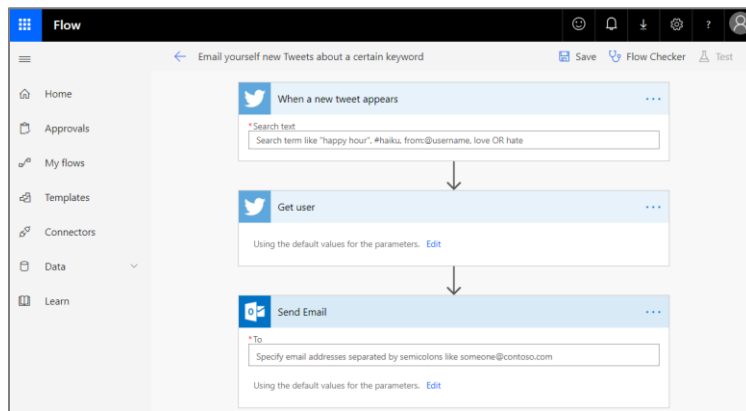 Flow
?
Email yourself new Tweets about a certain keyword
Save
Flow Checker
Test
Home
Approvals
My flows
Templates
Connectors
Data
Learn
When a new tweet appears
...
*Search text
Search term like "happy hour", #haiku, from:@username, love OR hate
Get user
...
Using the default values for the parameters. Edit
Send Email
...
*To
Specify email addresses separated by semicolons like someone@contoso.com
Using the default values for the parameters. Edit